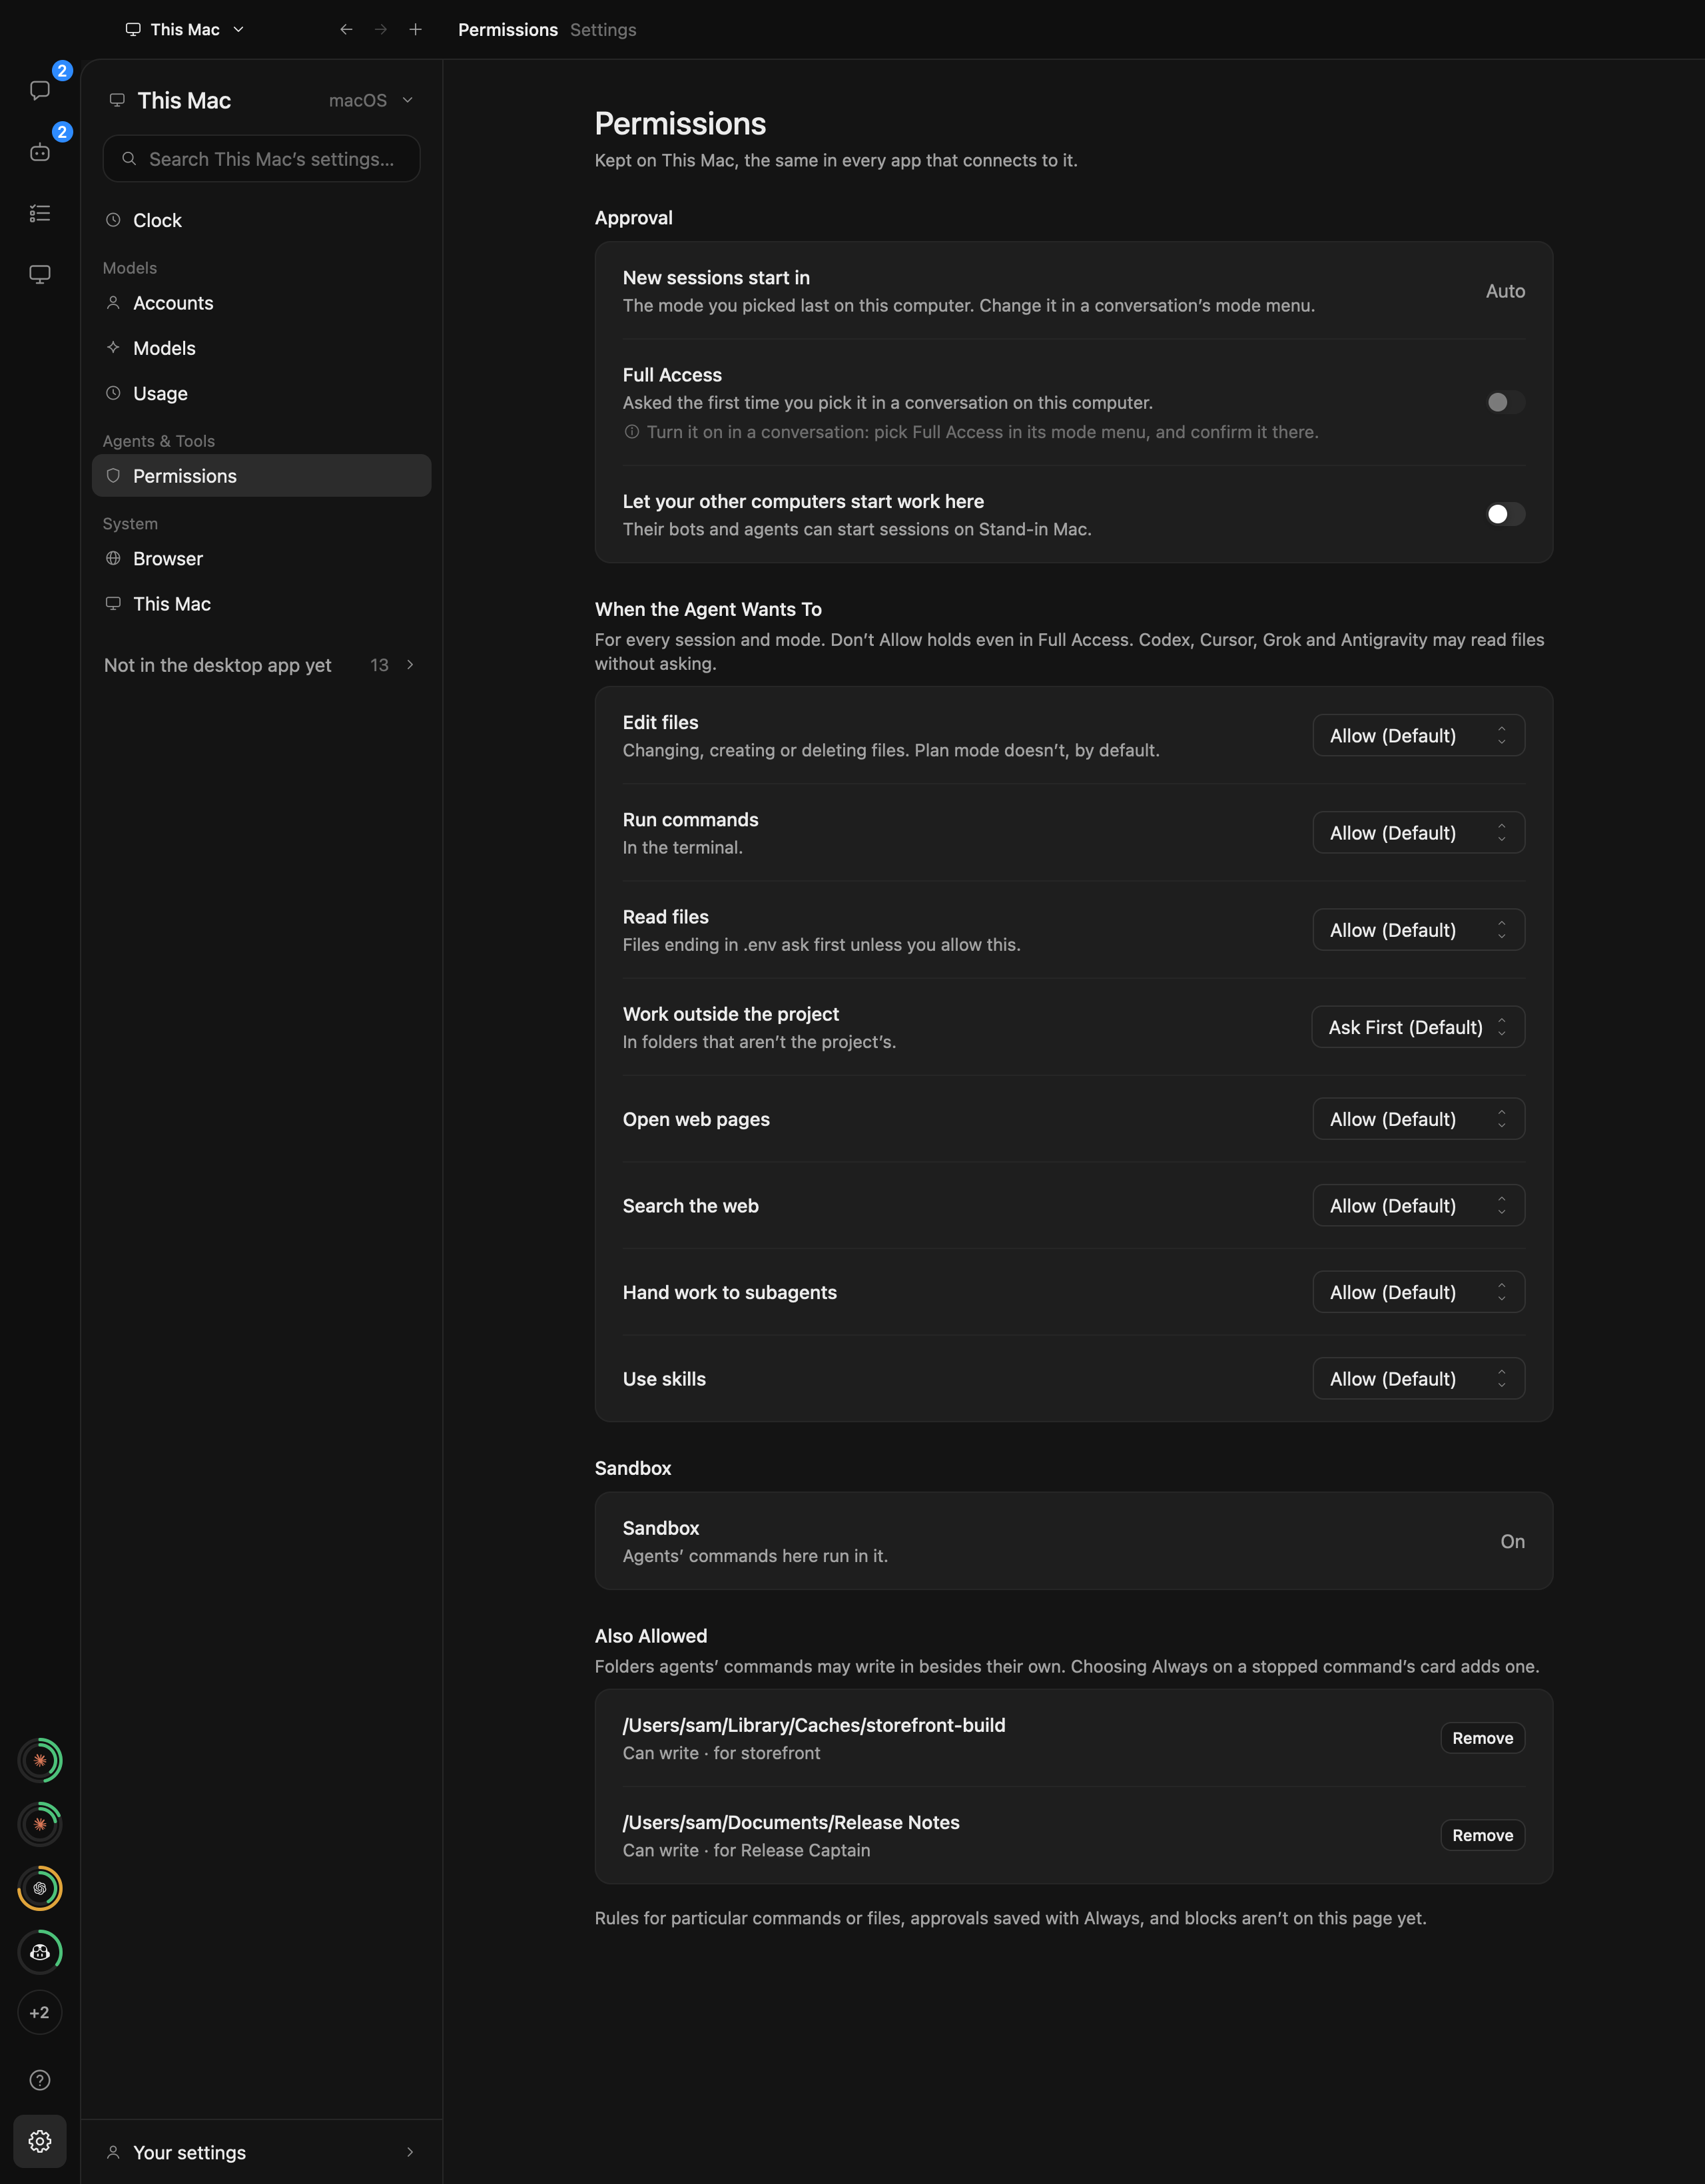 This Mac
Permissions Settings
2
2
This Mac
macOS
Search This Mac’s settings...
Clock
Models
Accounts
Models
Usage
Agents & Tools
Permissions
System
Browser
This Mac
Not in the desktop app yet 13
+2
Your settings
Permissions
Kept on This Mac, the same in every app that connects to it.
Approval
New sessions start in
The mode you picked last on this computer. Change it in a conversation’s mode menu.
Auto
Full Access
Asked the first time you pick it in a conversation on this computer.
Turn it on in a conversation: pick Full Access in its mode menu, and confirm it there.
Let your other computers start work here
Their bots and agents can start sessions on Stand-in Mac.
When the Agent Wants To
For every session and mode. Don’t Allow holds even in Full Access. Codex, Cursor, Grok and Antigravity may read files
without asking.
Edit files
Changing, creating or deleting files. Plan mode doesn’t, by default.
Allow (Default)
Run commands
In the terminal.
Allow (Default)
Read files
Files ending in .env ask first unless you allow this.
Allow (Default)
Work outside the project
In folders that aren’t the project’s.
Ask First (Default)
Open web pages
Allow (Default)
Search the web
Allow (Default)
Hand work to subagents
Allow (Default)
Use skills
Allow (Default)
Sandbox
Sandbox
Agents’ commands here run in it.
On
Also Allowed
Folders agents’ commands may write in besides their own. Choosing Always on a stopped command’s card adds one.
/Users/sam/Library/Caches/storefront-build
Can write · for storefront
Remove
/Users/sam/Documents/Release Notes
Can write · for Release Captain
Remove
Rules for particular commands or files, approvals saved with Always, and blocks aren’t on this page yet.